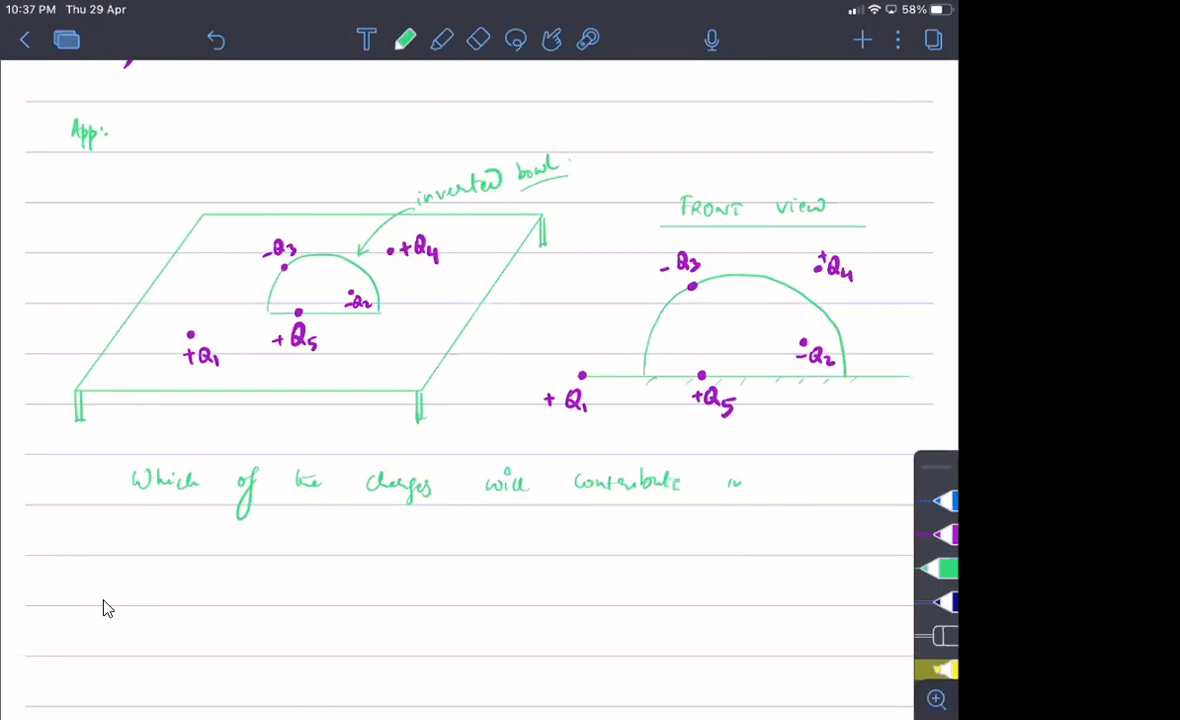 10:37 PM Thu 29 Apr
58%
App:
inverted bowl.
-Q3
+Q4
-Q2
+Q5
+Q1
FRONT view
-Q3
+Q4
-Q2
+Q1
+Q5
Which of the charges will contribute in